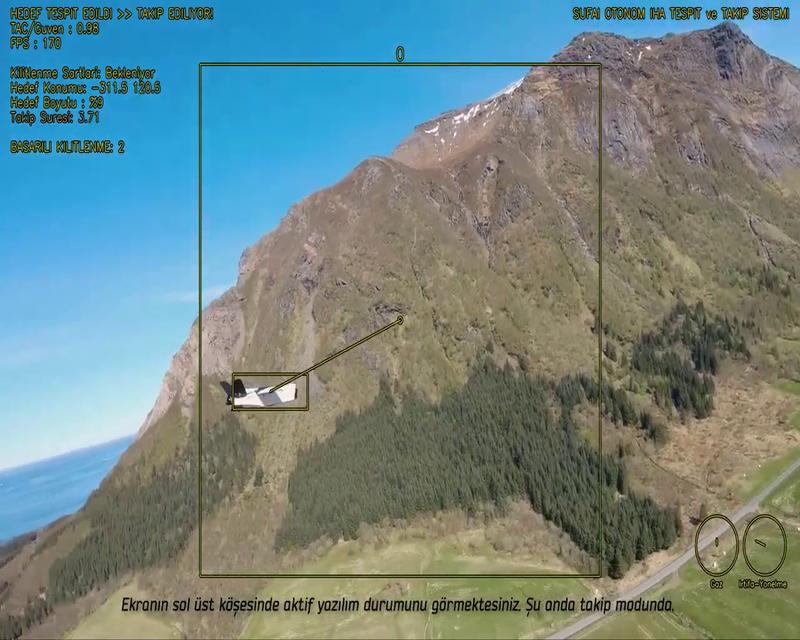 HEDEF TESPIT EDILDI >> TAKIP EDILIYOR!
SUFAI OTONOM IHA TESPIT ve TAKIP SISTEMI
TAC/Guven : 0.98
FPS : 170
0
Kilitlenme Sartlari: Bekleniyor
Hedef Konumu: -311.5 120.5
Hedef Boyutu : %9
Takip Suresi: 3.71
BASARILI KILITLENME: 2
Gaz
Irtifa-Yonelme
Ekranın sol üst köşesinde aktif yazılım durumunu görmektesiniz. Şu anda takip modunda.